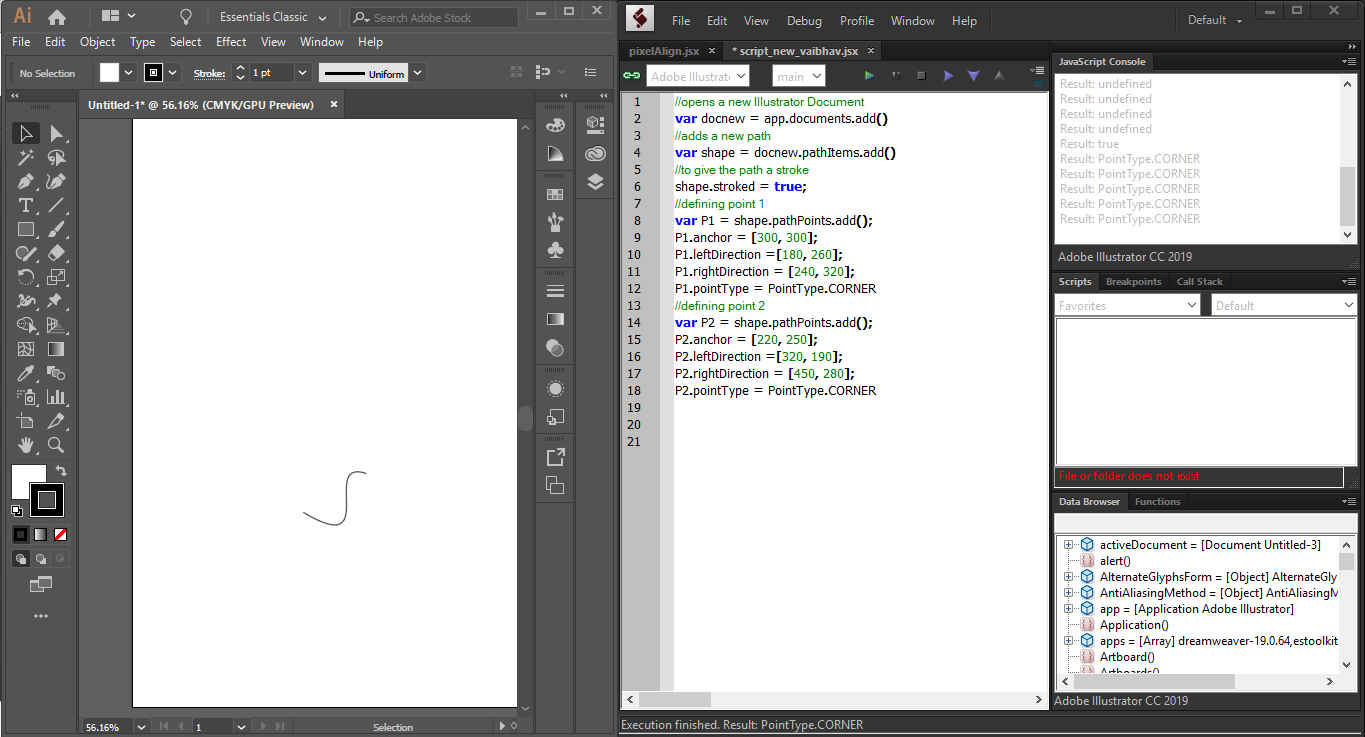 Ai
Essentials Classic
Search Adobe Stock
File Edit Object Type Select Effect View Window Help
No Selection
Stroke:
1 pt
Uniform
Untitled-1* @ 56.16% (CMYK/GPU Preview)
56.16%
1
Selection
File Edit View Debug Profile Window Help
Default
pixelAlign.jsx
* script_new_vaibhav.jsx
Adobe Illustrat
main
1 //opens a new Illustrator Document
2 var docnew = app.documents.add()
3 //adds a new path
4 var shape = docnew.pathItems.add()
5 //to give the path a stroke
6 shape.stroked = true;
7 //defining point 1
8 var P1 = shape.pathPoints.add();
9 P1.anchor = [300, 300];
10 P1.leftDirection =[180, 260];
11 P1.rightDirection = [240, 320];
12 P1.pointType = PointType.CORNER
13 //defining point 2
14 var P2 = shape.pathPoints.add();
15 P2.anchor = [220, 250];
16 P2.leftDirection =[320, 190];
17 P2.rightDirection = [450, 280];
18 P2.pointType = PointType.CORNER
19
20
21
Execution finished. Result: PointType.CORNER
JavaScript Console
Result: undefined
Result: undefined
Result: undefined
Result: undefined
Result: true
Result: PointType.CORNER
Result: PointType.CORNER
Result: PointType.CORNER
Result: PointType.CORNER
Result: PointType.CORNER
Adobe Illustrator CC 2019
Scripts Breakpoints Call Stack
Favorites
Default
File or folder does not exist
Data Browser Functions
activeDocument = [Document Untitled-3]
alert()
AlternateGlyphsForm = [Object] AlternateGly
AntiAliasingMethod = [Object] AntiAliasingM
app = [Application Adobe Illustrator]
Application()
apps = [Array] dreamweaver-19.0.64,estoolkit
Artboard()
Artboards()
Adobe Illustrator CC 2019